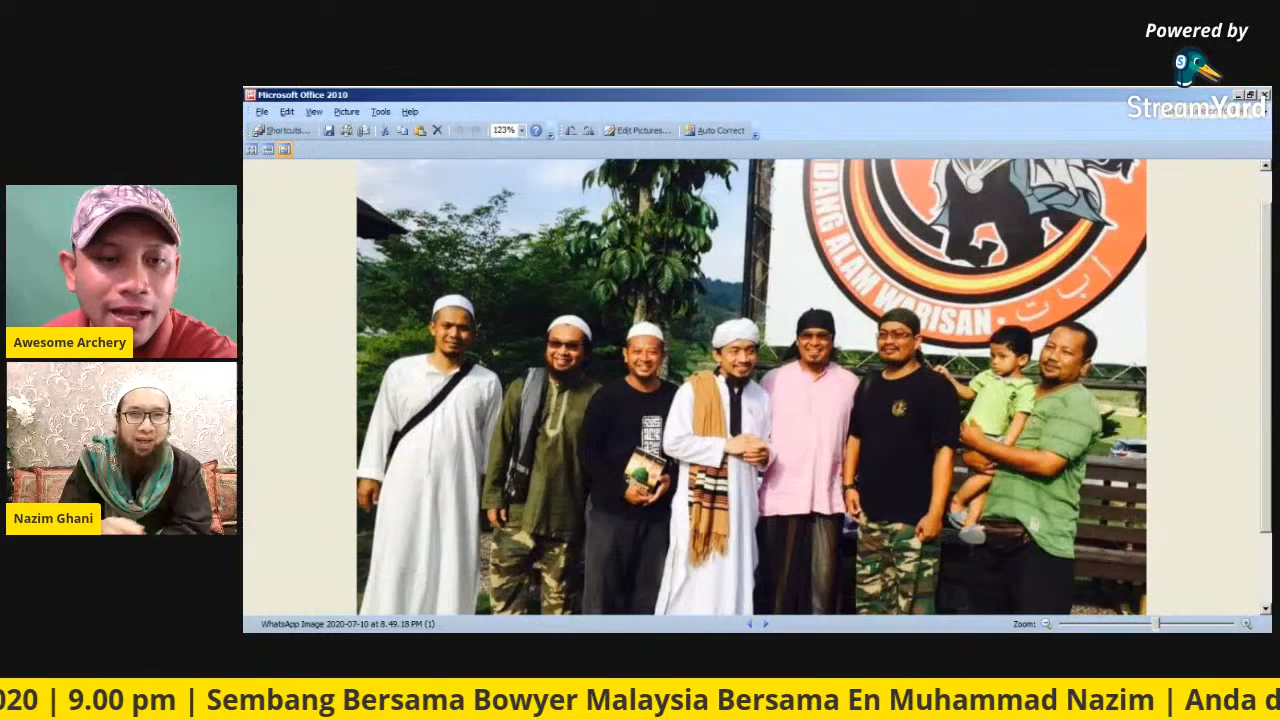 Powered by
StreamYard
Microsoft Office 2010
File Edit View Picture Tools Help
Shortcuts... 123% Edit Pictures... Auto Correct
DANG ALAM WARISAN
ا ب ت
Awesome Archery
Nazim Ghani
WhatsApp Image 2020-07-10 at 8.49.18 PM (1)
Zoom:
020 | 9.00 pm | Sembang Bersama Bowyer Malaysia Bersama En Muhammad Nazim | Anda d